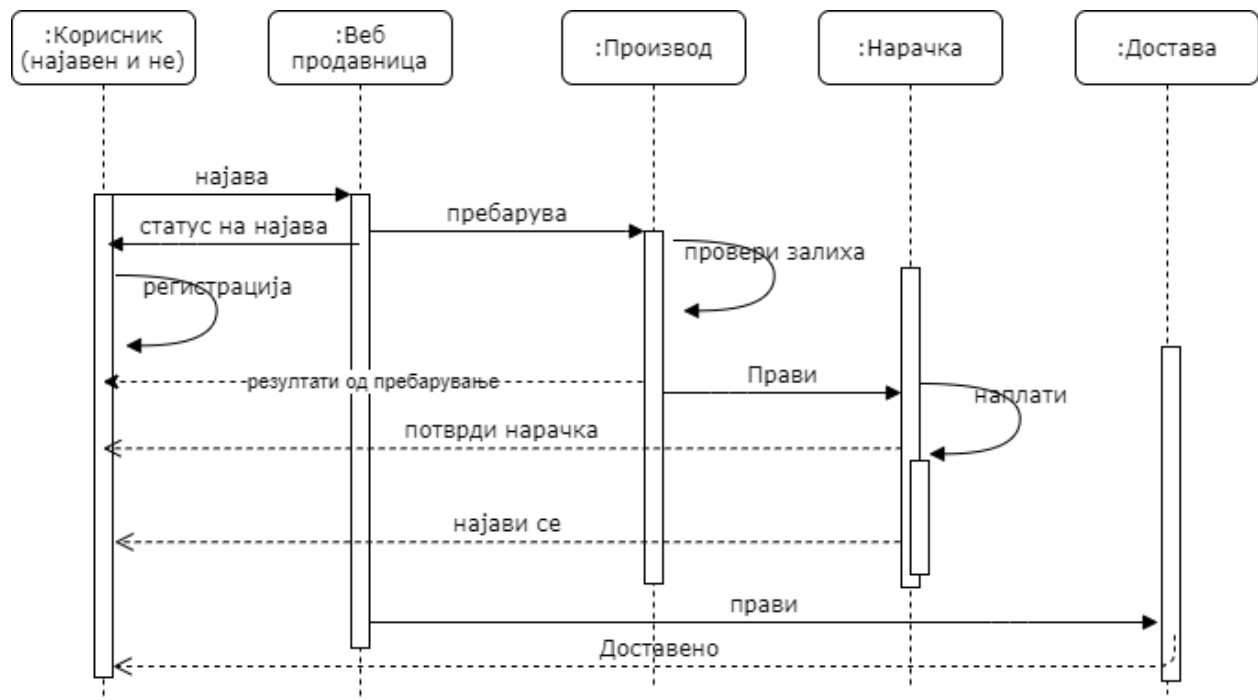 :Корисник
(најавен и не)
:Веб
продавница
:Производ
:Нарачка
:Достава
најава
пребарува
статус на најава
провери залиха
регистрација
резултати од пребарување
Прави
наплати
потврди нарачка
најави се
прави
Доставено